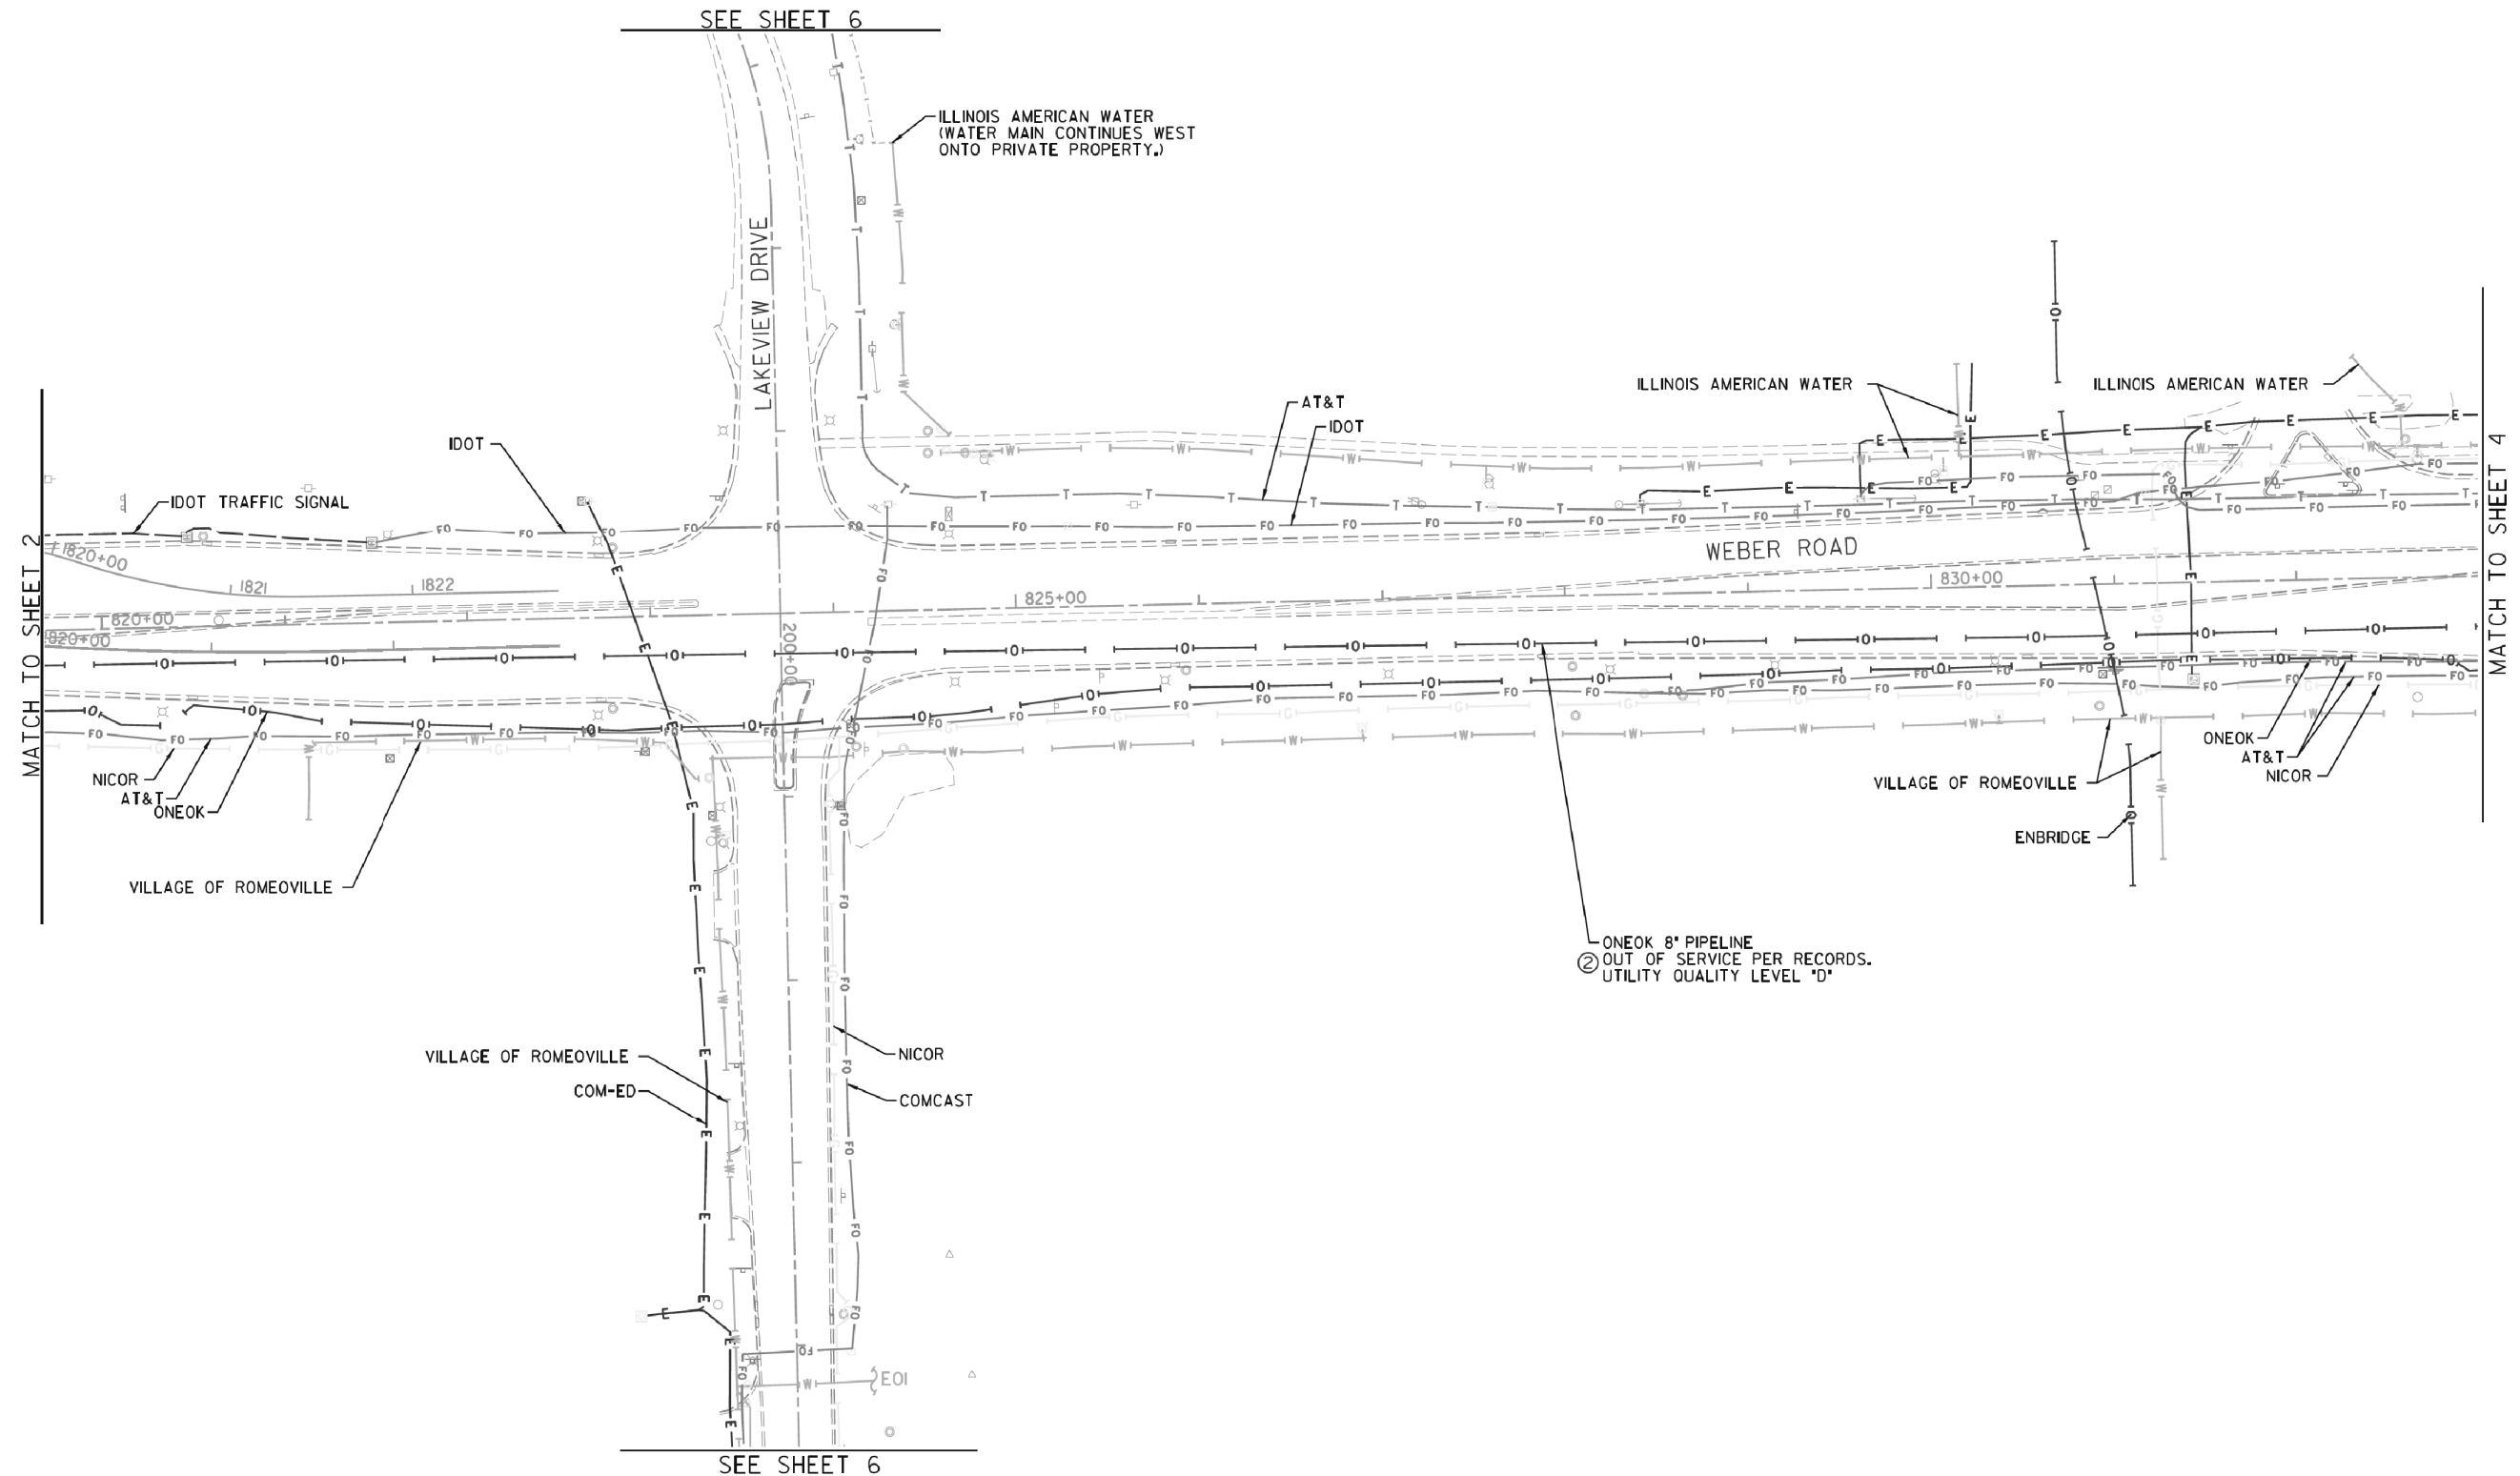 SEE SHEET 6
ILLINOIS AMERICAN WATER
(WATER MAIN CONTINUES WEST
ONTO PRIVATE PROPERTY.)
LAKEVIEW DRIVE
AT&T
IDOT
ILLINOIS AMERICAN WATER
ILLINOIS AMERICAN WATER
IDOT
IDOT TRAFFIC SIGNAL
MATCH TO SHEET 2
MATCH TO SHEET 4
WEBER ROAD
1820+00
1821
1822
820+00
820+00
825+00
830+00
200+00
NICOR
AT&T
ONEOK
VILLAGE OF ROMEOVILLE
ONEOK
AT&T
NICOR
VILLAGE OF ROMEOVILLE
ENBRIDGE
ONEOK 8" PIPELINE
2 OUT OF SERVICE PER RECORDS.
UTILITY QUALITY LEVEL "D"
VILLAGE OF ROMEOVILLE
COM-ED
NICOR
COMCAST
EOI
SEE SHEET 6